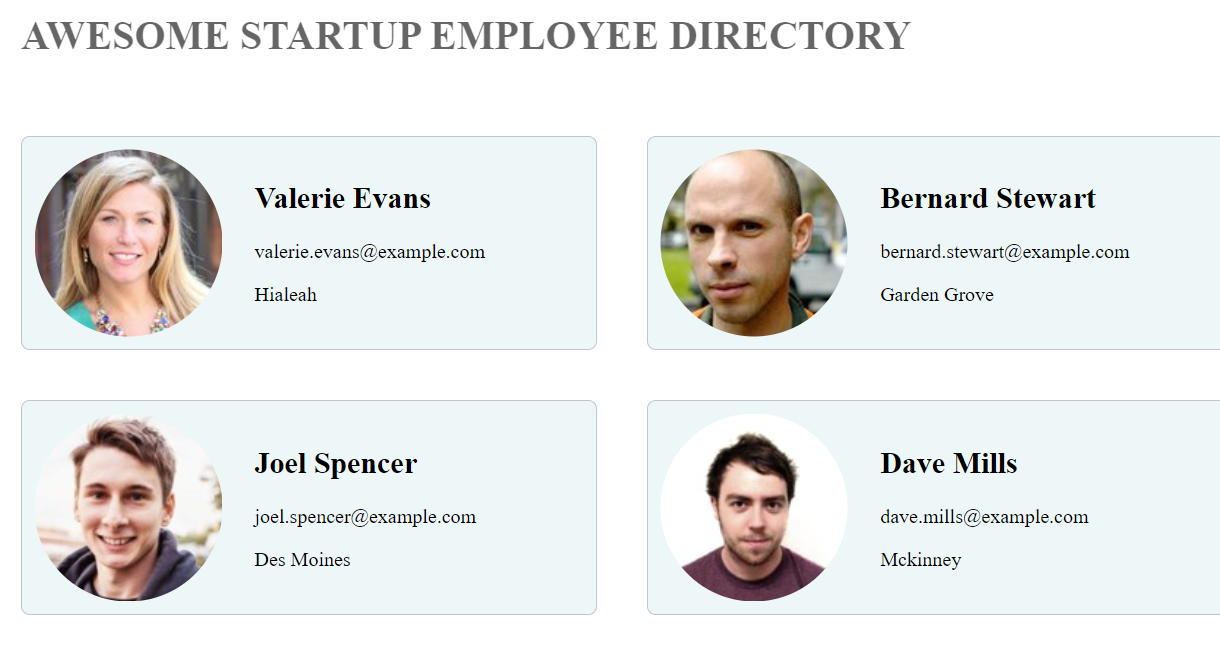 AWESOME STARTUP EMPLOYEE DIRECTORY
Valerie Evans
valerie.evans@example.com
Hialeah
Bernard Stewart
bernard.stewart@example.com
Garden Grove
Joel Spencer
joel.spencer@example.com
Des Moines
Dave Mills
dave.mills@example.com
Mckinney